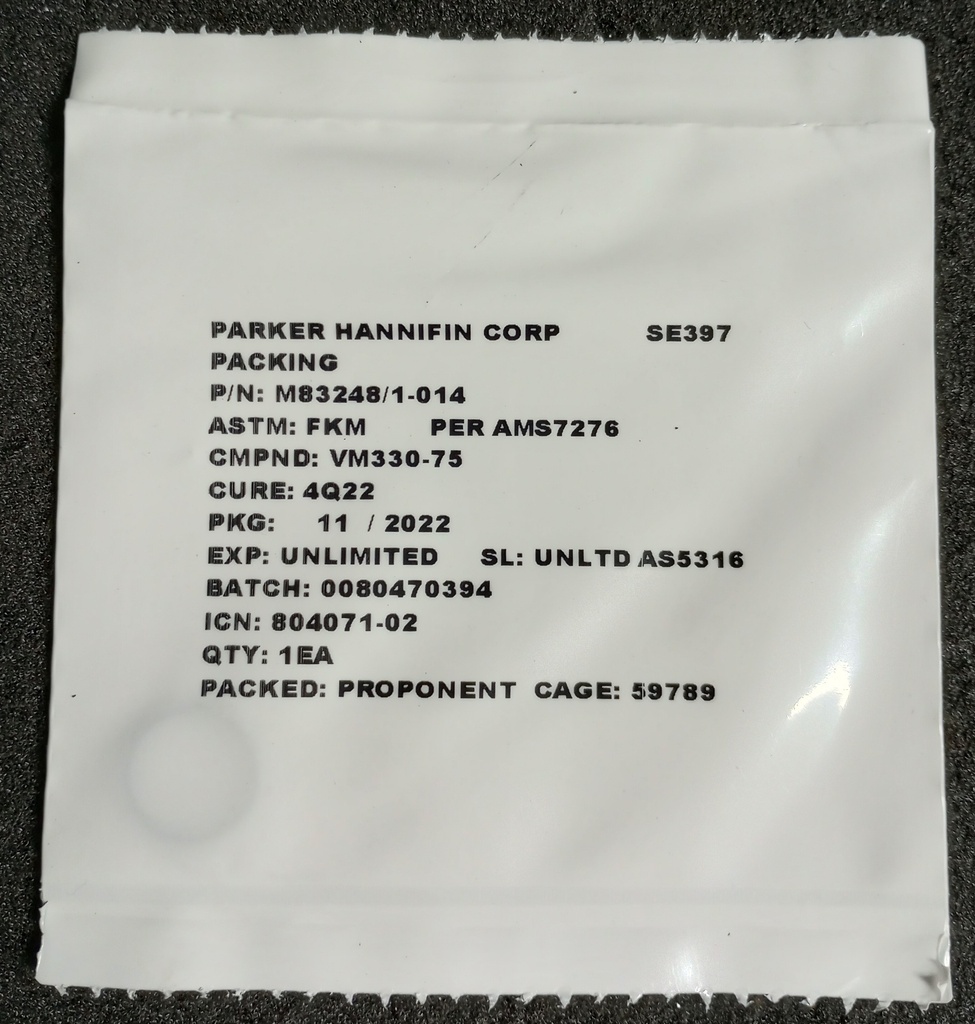 PARKER HANNIFIN CORP SE397
PACKING
P/N: M83248/1-014
ASTM: FKM PER AMS7276
CMPND: VM330-75
CURE: 4Q22
PKG: 11 / 2022
EXP: UNLIMITED SL: UNLTD AS5316
BATCH: 0080470394
ICN: 804071-02
QTY: 1EA
PACKED: PROPONENT CAGE: 59789